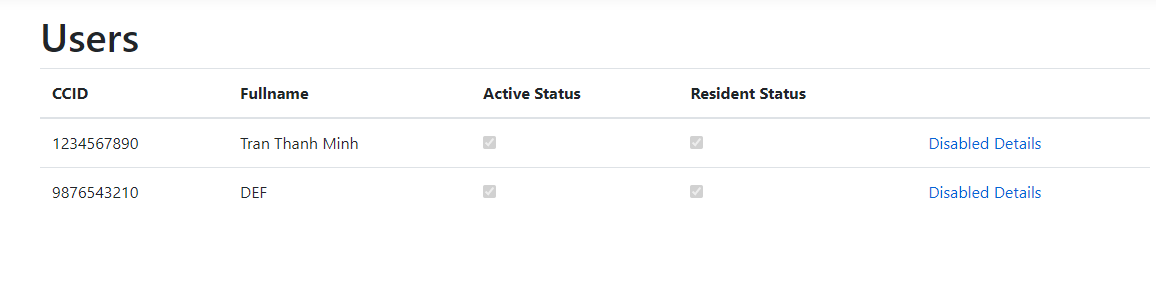 Users
CCID Fullname Active Status Resident Status
1234567890 Tran Thanh Minh Disabled Details
9876543210 DEF Disabled Details